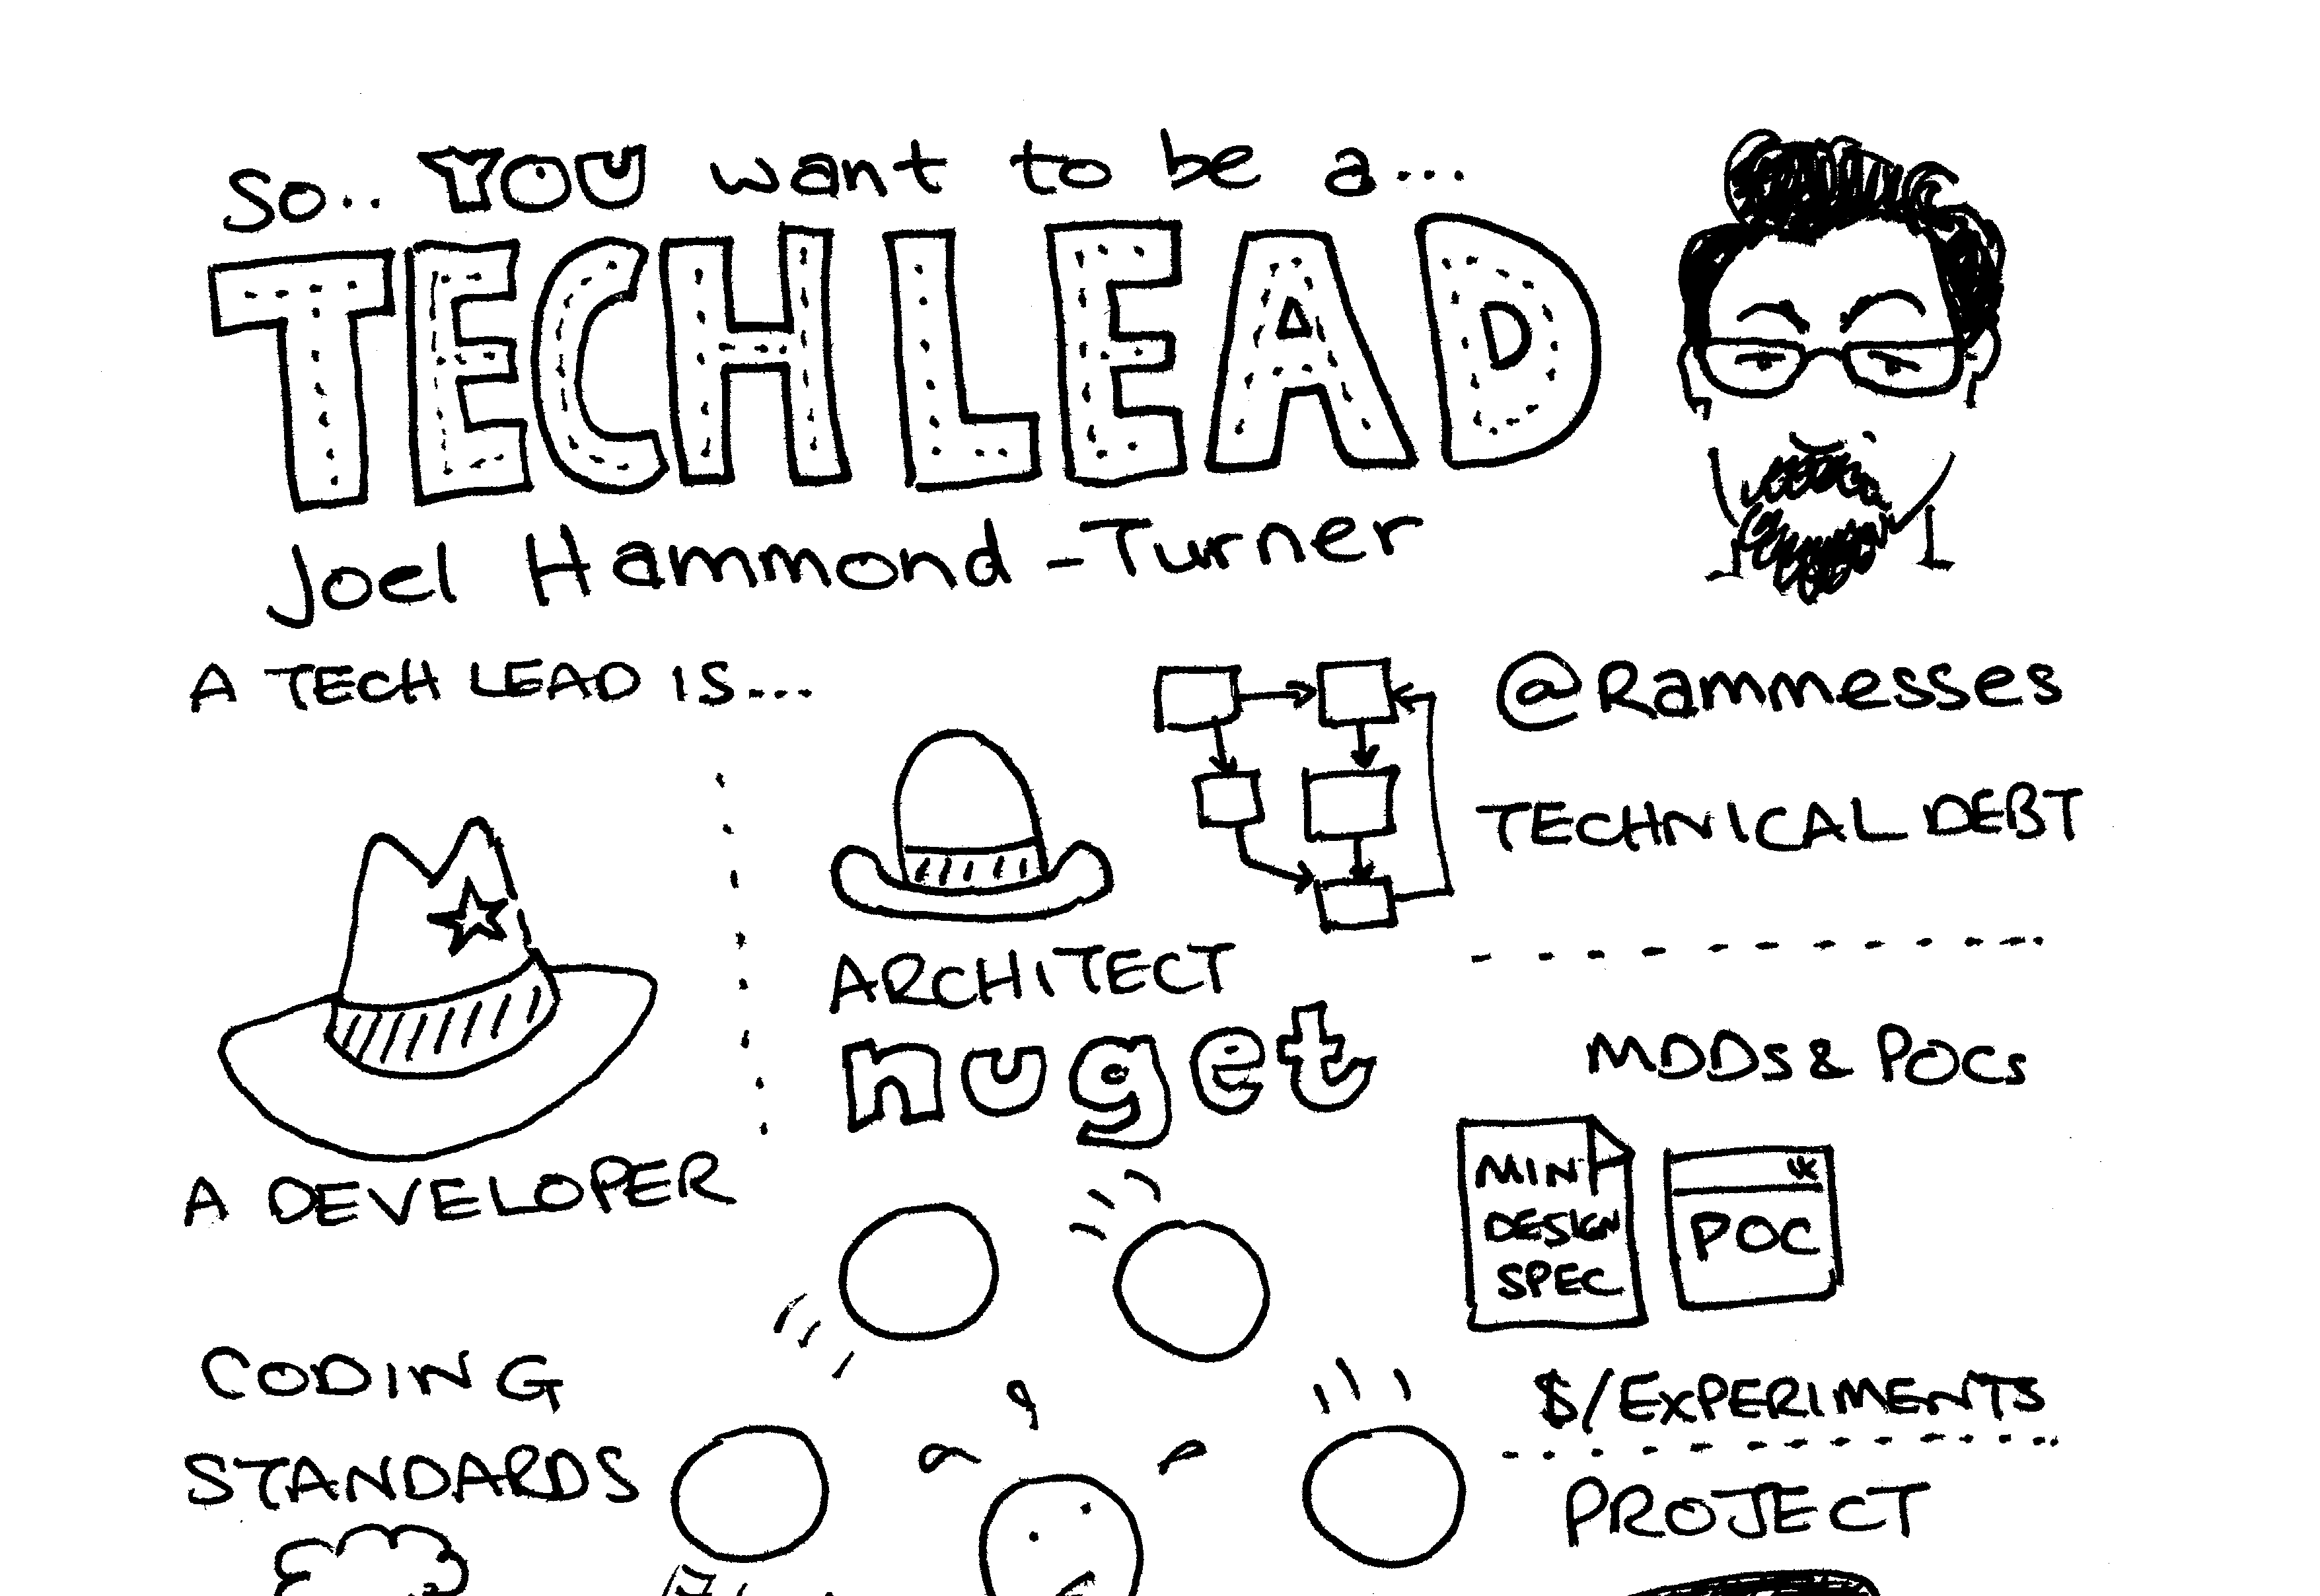 So.. YOU want to be a...
TECH LEAD
Joel Hammond-Turner
A TECH LEAD IS...
@Rammesses
TECHNICAL DEBT
ARCHITECT
nuget
A DEVELOPER
MDDs & POCs
MIN
DESIGN
SPEC
POC
$/EXPERIMENTS
CODING
STANDARDS
PROJECT